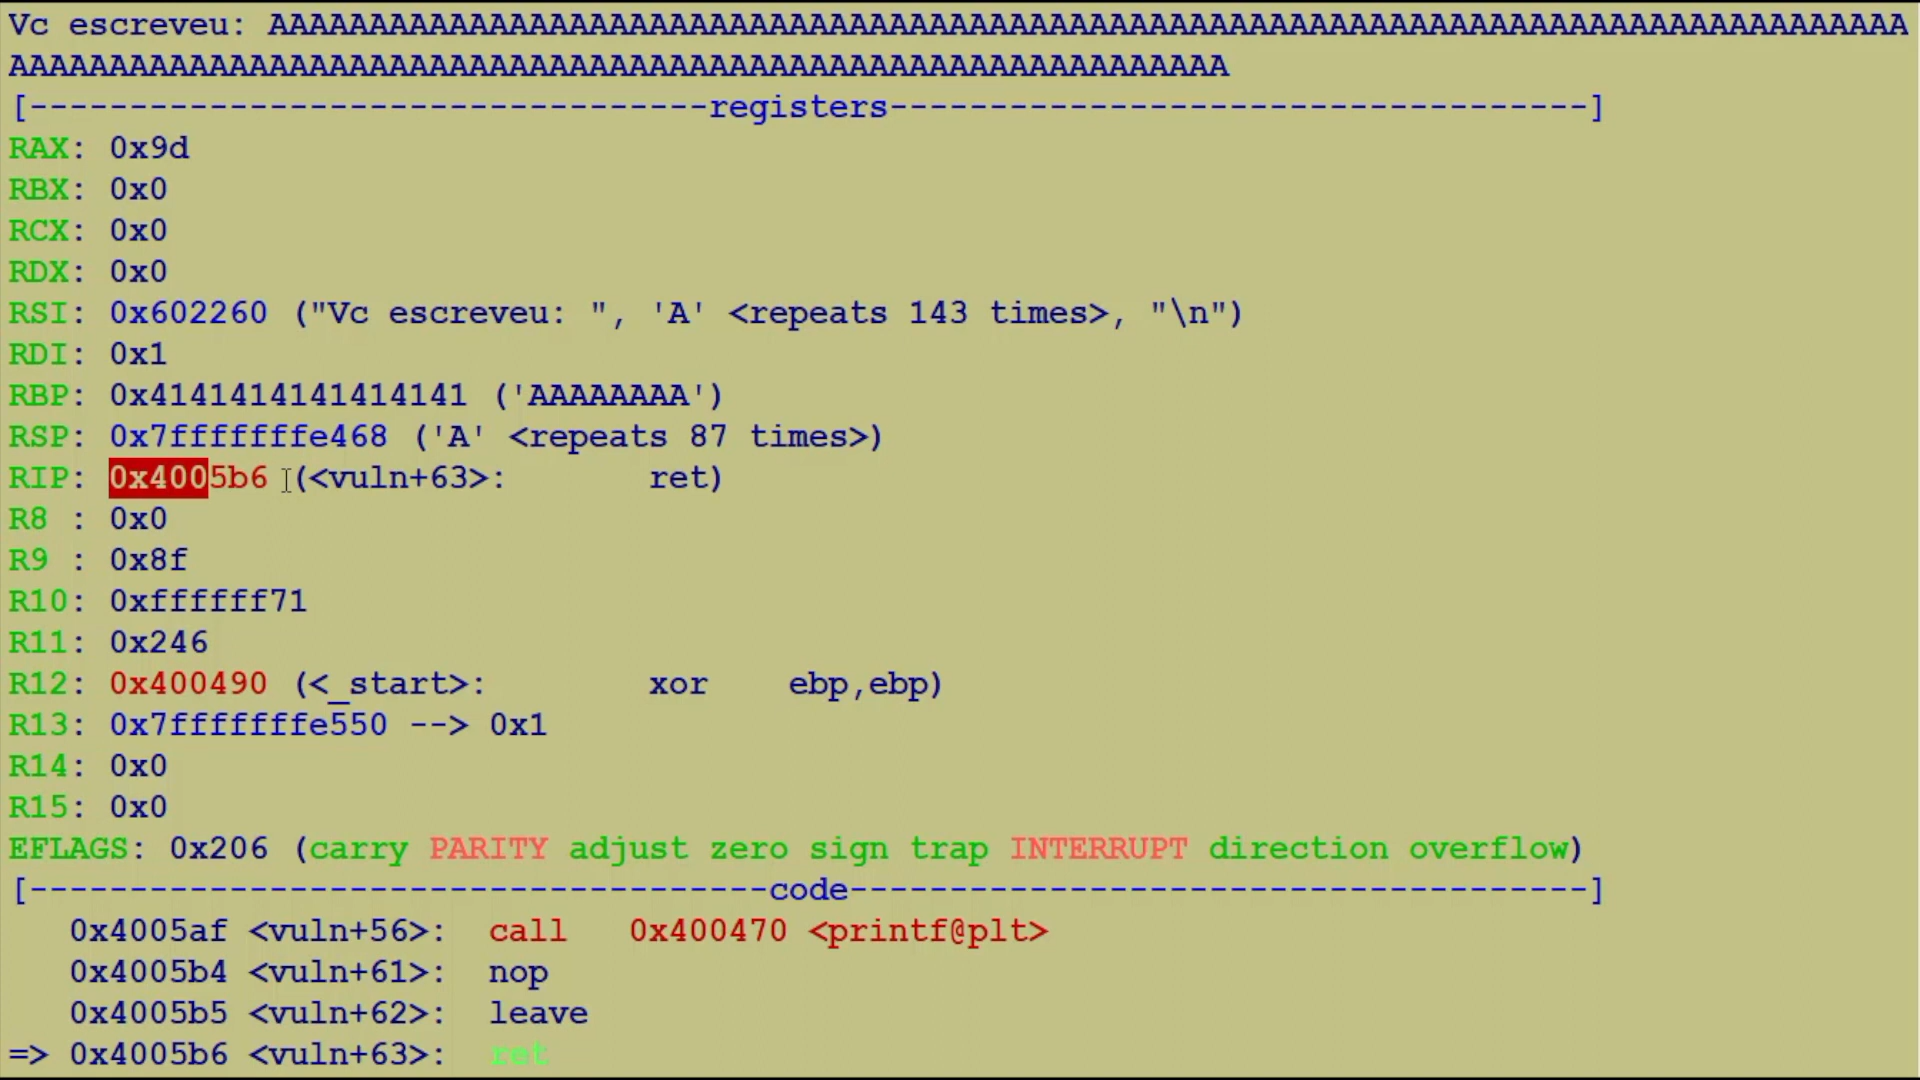 Vc escreveu: AAAAAAAAAAAAAAAAAAAAAAAAAAAAAAAAAAAAAAAAAAAAAAAAAAAAAAAAAAAAAAAAAAAAAAAAAAAAAAAAAA
AAAAAAAAAAAAAAAAAAAAAAAAAAAAAAAAAAAAAAAAAAAAAAAAAAAAAAAAAAAAA
[----------------------------------registers-----------------------------------]
RAX: 0x9d
RBX: 0x0
RCX: 0x0
RDX: 0x0
RSI: 0x602260 ("Vc escreveu: ", 'A' <repeats 143 times>, "\n")
RDI: 0x1
RBP: 0x4141414141414141 ('AAAAAAAA')
RSP: 0x7fffffffe468 ('A' <repeats 87 times>)
RIP: 0x4005b6 (<vuln+63>: ret)
R8 : 0x0
R9 : 0x8f
R10: 0xffffff71
R11: 0x246
R12: 0x400490 (<_start>: xor ebp,ebp)
R13: 0x7fffffffe550 --> 0x1
R14: 0x0
R15: 0x0
EFLAGS: 0x206 (carry PARITY adjust zero sign trap INTERRUPT direction overflow)
[-------------------------------------code-------------------------------------]
0x4005af <vuln+56>: call 0x400470 <printf@plt>
0x4005b4 <vuln+61>: nop
0x4005b5 <vuln+62>: leave
=> 0x4005b6 <vuln+63>: ret